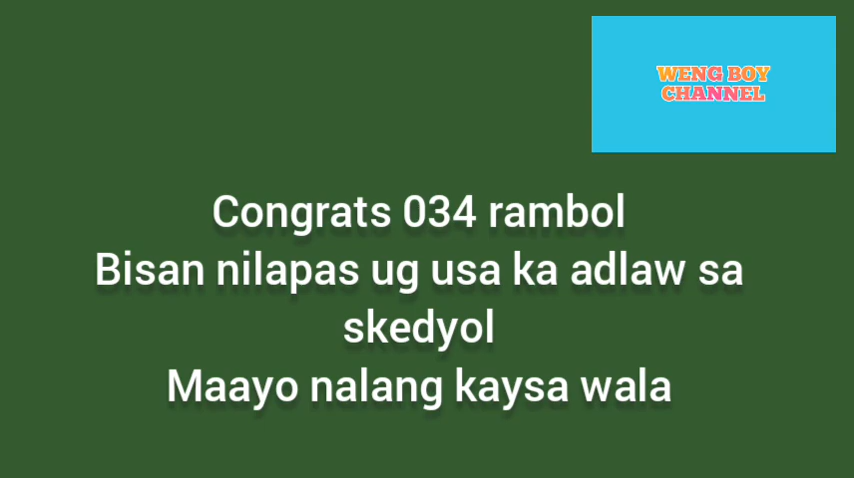 WENG BOY
CHANNEL
Congrats 034 rambol
Bisan nilapas ug usa ka adlaw sa
skedyol
Maayo nalang kaysa wala